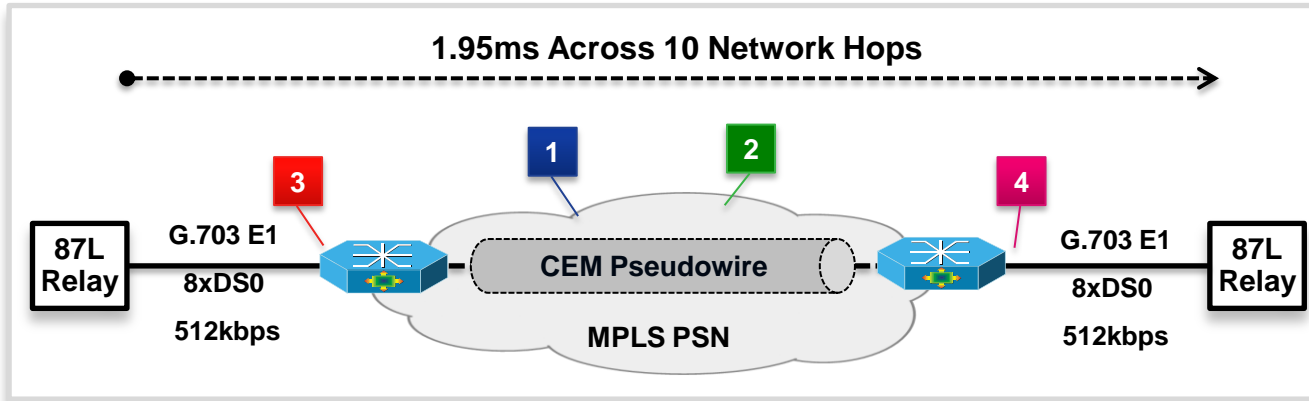 1.95ms Across 10 Network Hops
1
2
3
4
87L
Relay
G.703 E1
8xDS0
512kbps
CEM Pseudowire
MPLS PSN
G.703 E1
8xDS0
512kbps
87L
Relay